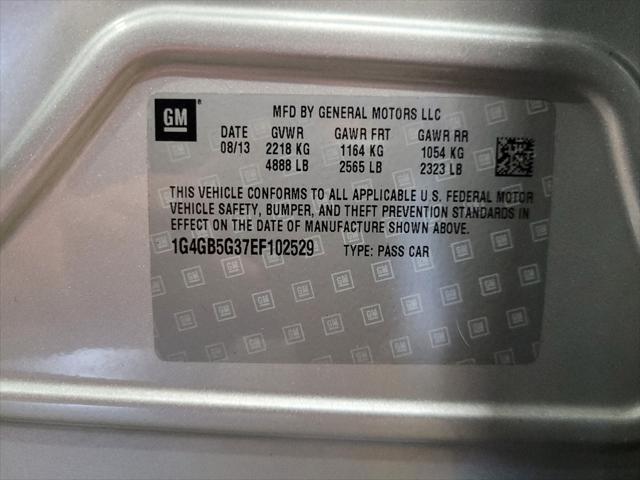 GM
MFD BY GENERAL MOTORS LLC
DATE GVWR GAWR FRT GAWR RR
08/13 2218 KG 1164 KG 1054 KG
4888 LB 2565 LB 2323 LB
THIS VEHICLE CONFORMS TO ALL APPLICABLE U.S. FEDERAL MOTOR
VEHICLE SAFETY, BUMPER, AND THEFT PREVENTION STANDARDS IN
EFFECT ON THE DATE OF MANUFACTURE SHOWN ABOVE.
1G4GB5G37EF102529 TYPE: PASS CAR